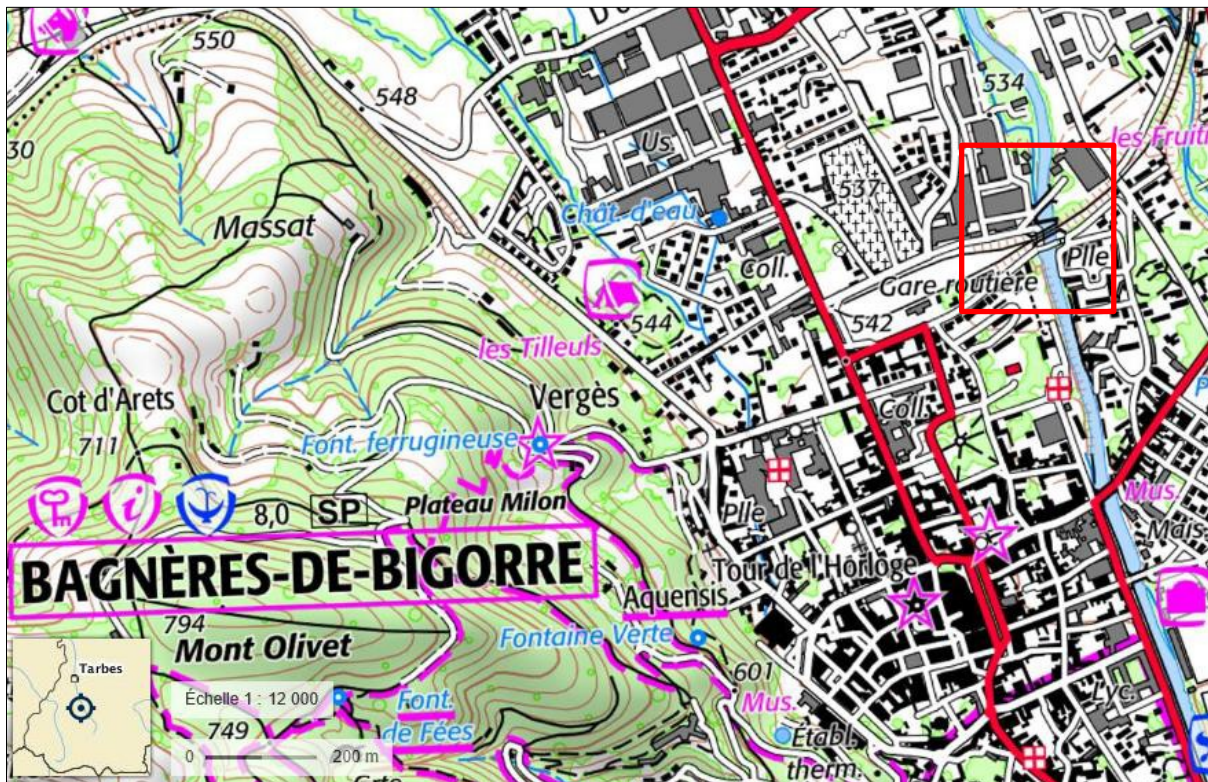 550
534
548
les Fruiti
30
Us.
537
Massat
Chât. d'eau
Coll.
Plle
Gare routière
544
542
les Tilleuls
Cot d'Arets
Vergès
Coll.
711
Font. ferrugineuse
Mus.
8,0
SP
Plateau Milon
Plle
Mais.
BAGNÈRES-DE-BIGORRE
Tour de l'Horloge
Aquensis
794
Mont Olivet
Fontaine Verte
Tarbes
601
Échelle 1 : 12 000
Font.
de Fées
Mus.
Lyc.
749
0
200 m
Étabt.
therm.